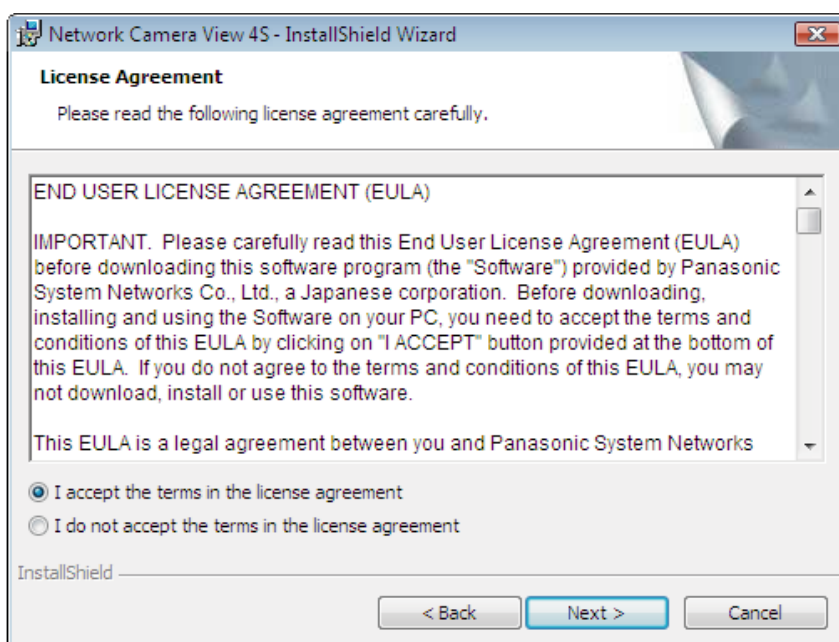 Network Camera View 4S - InstallShield Wizard
License Agreement
Please read the following license agreement carefully.
END USER LICENSE AGREEMENT (EULA)
IMPORTANT.  Please carefully read this End User License Agreement (EULA)
before downloading this software program (the "Software") provided by Panasonic
System Networks Co., Ltd., a Japanese corporation.  Before downloading,
installing and using the Software on your PC, you need to accept the terms and
conditions of this EULA by clicking on "I ACCEPT" button provided at the bottom of
this EULA.  If you do not agree to the terms and conditions of this EULA, you may
not download, install or use this software.
This EULA is a legal agreement between you and Panasonic System Networks
I accept the terms in the license agreement
I do not accept the terms in the license agreement
InstallShield
< Back
Next >
Cancel